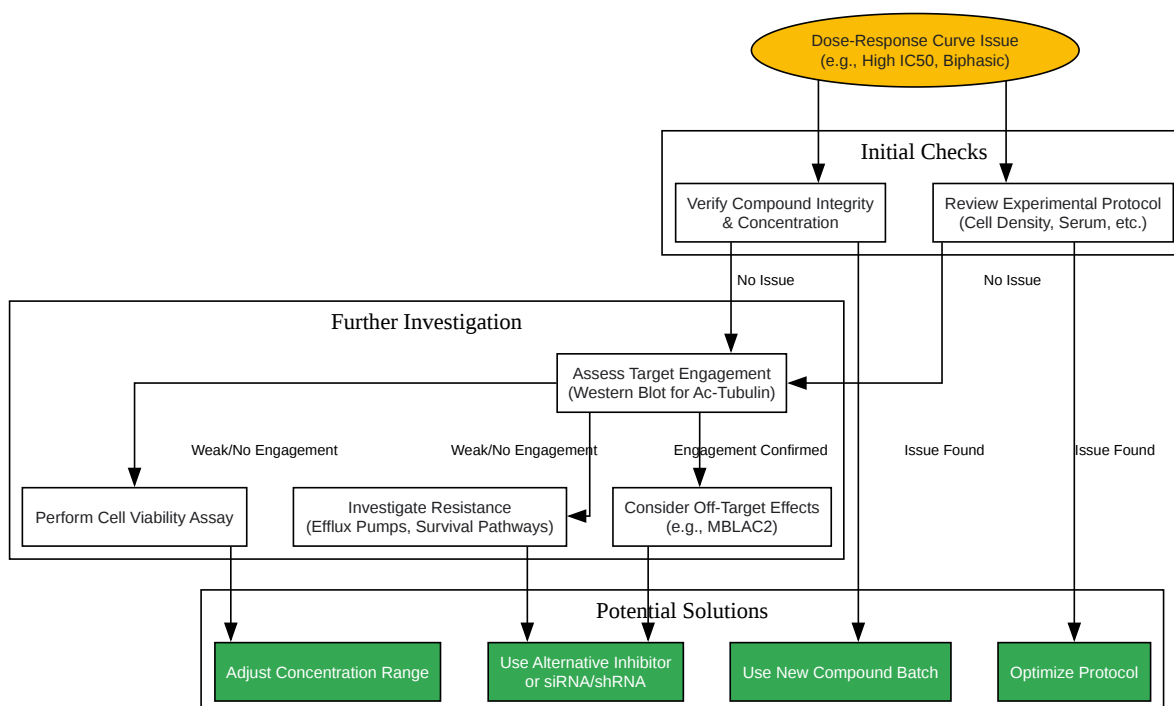 Dose-Response Curve Issue
(e.g., High IC50, Biphasic)
Initial Checks
Verify Compound Integrity
& Concentration
Review Experimental Protocol
(Cell Density, Serum, etc.)
No Issue
No Issue
Further Investigation
Assess Target Engagement
(Western Blot for Ac-Tubulin)
Weak/No Engagement
Weak/No Engagement
Engagement Confirmed
Issue Found
Issue Found
Perform Cell Viability Assay
Investigate Resistance
(Efflux Pumps, Survival Pathways)
Consider Off-Target Effects
(e.g., MBLAC2)
Potential Solutions
Adjust Concentration Range
Use Alternative Inhibitor
or siRNA/shRNA
Use New Compound Batch
Optimize Protocol